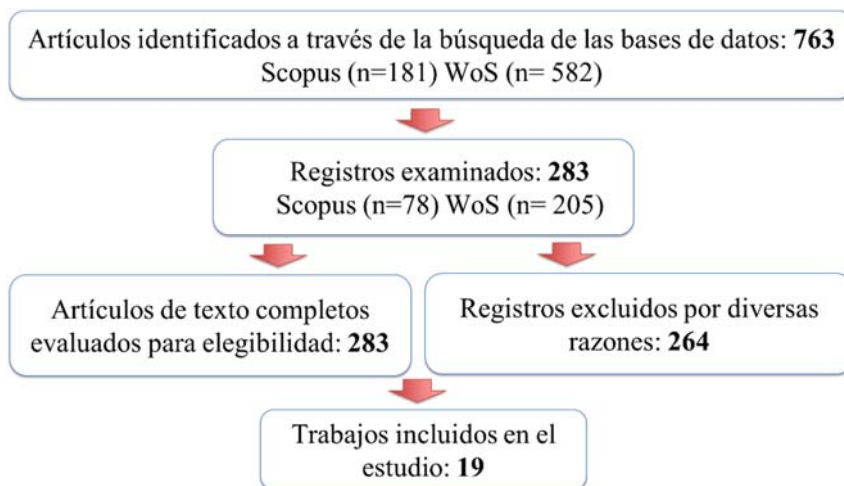 Artículos identificados a través de la búsqueda de las bases de datos: 763
Scopus (n=181) WoS (n= 582)
Registros examinados: 283
Scopus (n=78) WoS (n= 205)
Artículos de texto completos
evaluados para elegibilidad: 283
Registros excluidos por diversas
razones: 264
Trabajos incluidos en el
estudio: 19